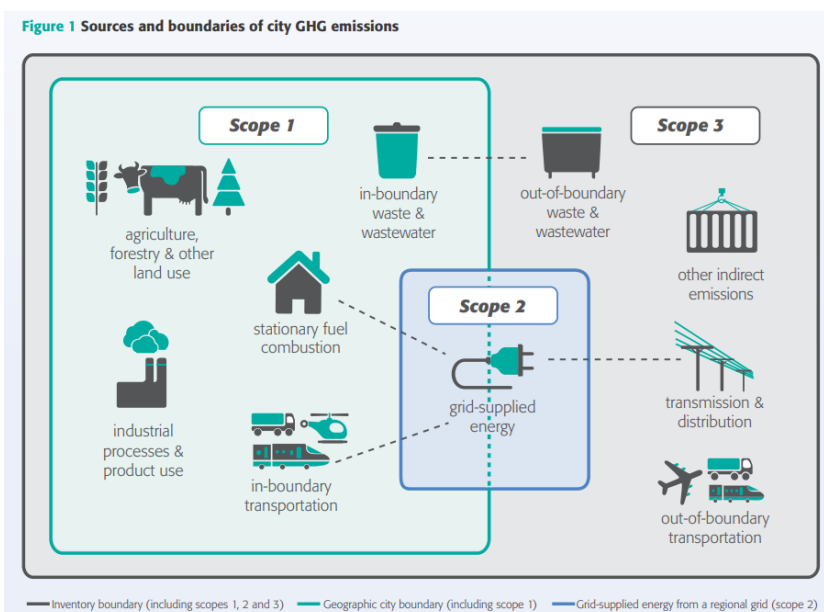 Figure 1 Sources and boundaries of city GHG emissions
Scope 1
Scope 3
in-boundary
waste &
wastewater
out-of-boundary
waste &
wastewater
agriculture,
forestry & other
land use
other indirect
emissions
Scope 2
stationary fuel
combustion
grid-supplied
energy
transmission &
distribution
industrial
processes &
product use
in-boundary
transportation
out-of-boundary
transportation
Inventory boundary (including scopes 1, 2 and 3) Geographic city boundary (including scope 1) Grid-supplied energy from a regional grid (scope 2)